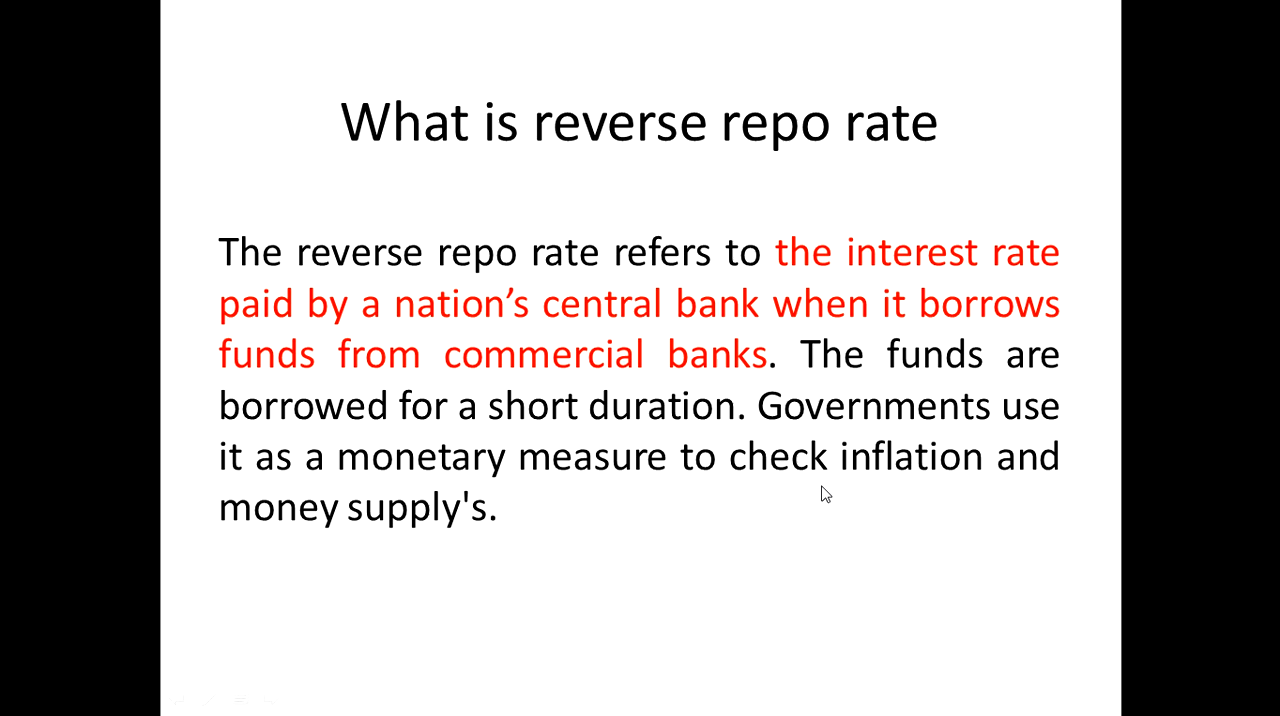 What is reverse repo rate
The reverse repo rate refers to the interest rate
paid by a nation’s central bank when it borrows
funds from commercial banks. The funds are
borrowed for a short duration. Governments use
it as a monetary measure to check inflation and
money supply's.